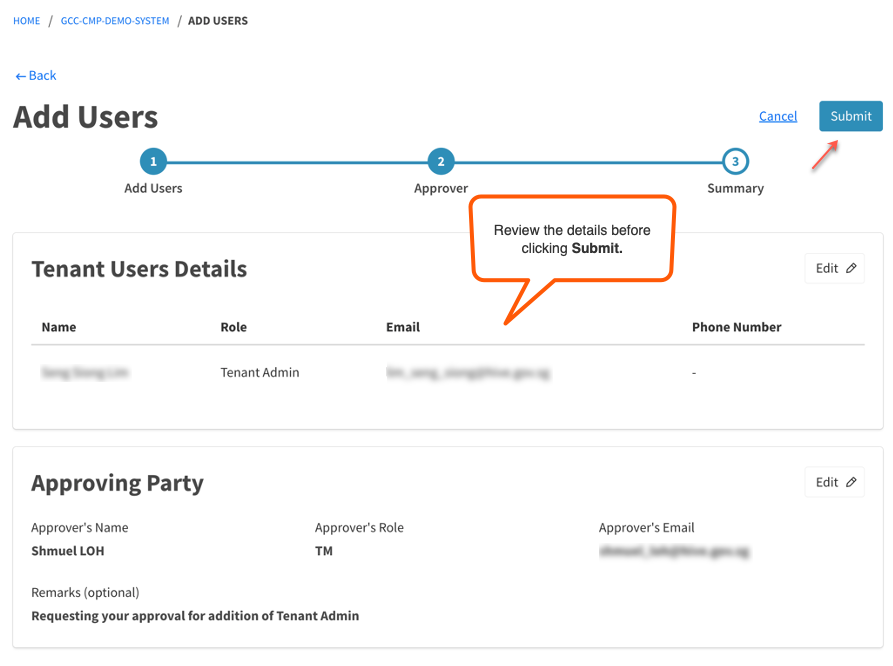 HOME / GCC-CMP-DEMO-SYSTEM / ADD USERS
← Back
Add Users
Cancel
Submit
1
2
3
Add Users
Approver
Summary
Review the details before
clicking Submit.
Tenant Users Details
Edit
Name Role Email Phone Number
Tenant Admin -
Approving Party
Edit
Approver's Name Approver's Role Approver's Email
Shmuel LOH TM
Remarks (optional)
Requesting your approval for addition of Tenant Admin